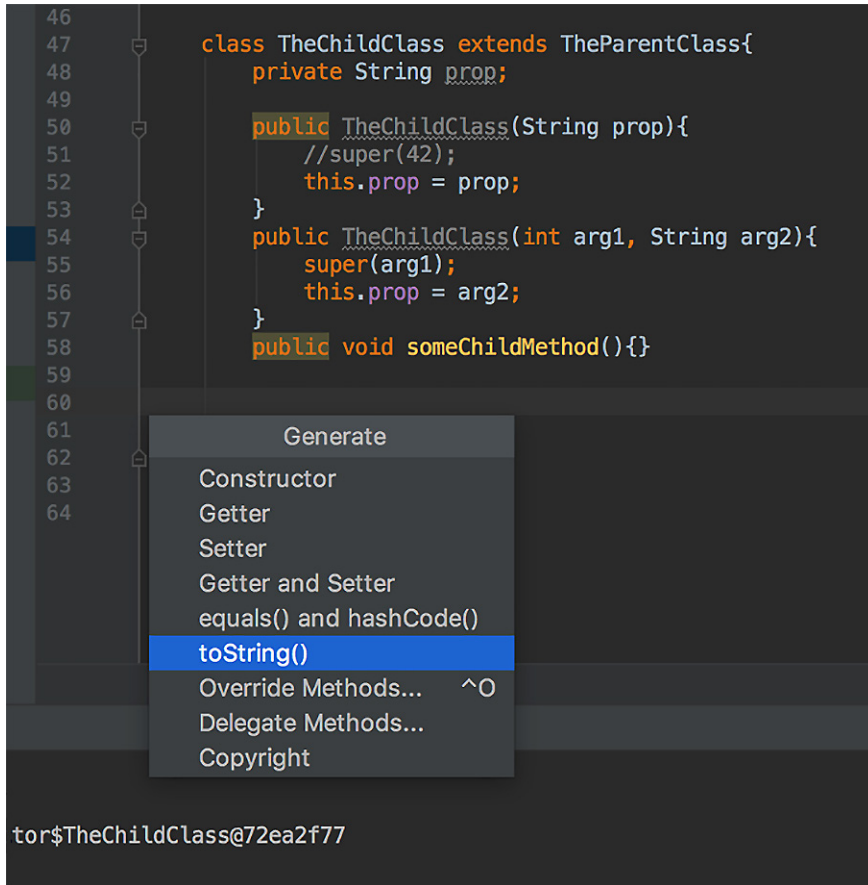 46
47 class TheChildClass extends TheParentClass{
48 private String prop;
49
50 public TheChildClass(String prop){
51 //super(42);
52 this.prop = prop;
53 }
54 public TheChildClass(int arg1, String arg2){
55 super(arg1);
56 this.prop = arg2;
57 }
58 public void someChildMethod(){}
59
60
61
62
63
64
Generate
Constructor
Getter
Setter
Getter and Setter
equals() and hashCode()
toString()
Override Methods... ^O
Delegate Methods...
Copyright
tor$TheChildClass@72ea2f77